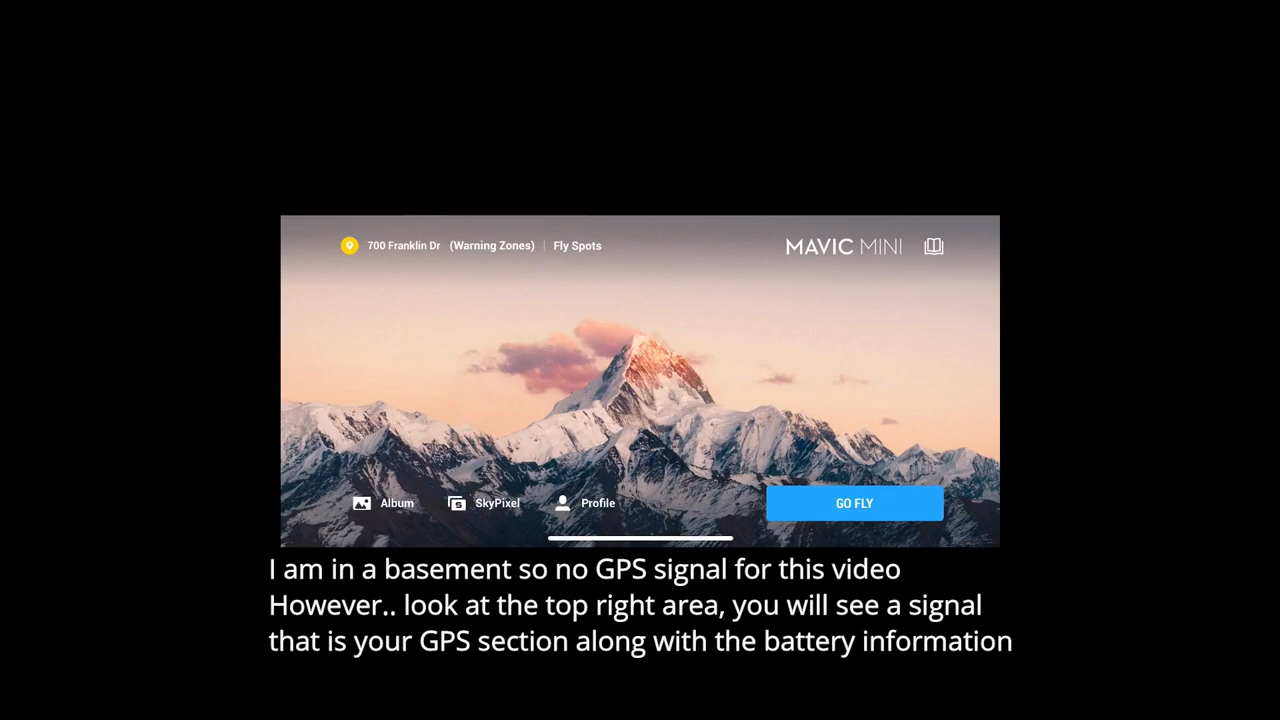 700 Franklin Dr (Warning Zones) | Fly Spots
MAVIC MINI
Album
SkyPixel
Profile
GO FLY
I am in a basement so no GPS signal for this video
However.. look at the top right area, you will see a signal
that is your GPS section along with the battery information